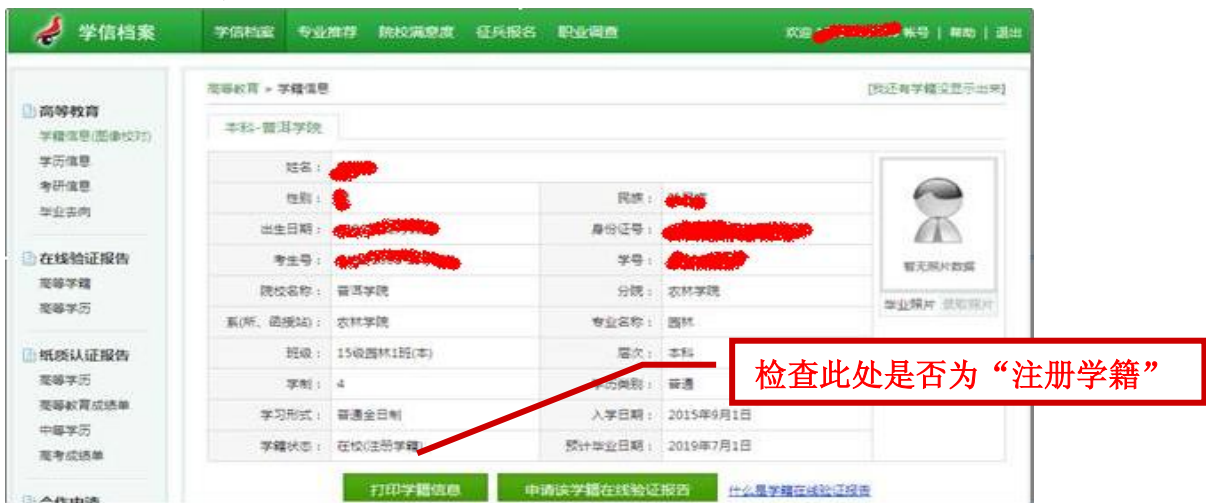 学信档案
学信档案 专业推荐 院校满意度 征兵报名 职业调查
欢迎 帐号 | 帮助 | 退出
高等教育 > 学籍信息
[我还有学籍没显示出来]
高等教育
学籍信息(图像校对)
学历信息
考研信息
毕业去向
在线验证报告
高等学籍
高等学历
纸质认证报告
高等学历
高等教育成绩单
中等学历
高考成绩单
合作申请
本科-普洱学院
姓名：
性别： 民族：
出生日期： 身份证号：
考生号： 学号：
院校名称： 普洱学院 分院： 农林学院
系(所、函授站)： 农林学院 专业名称： 园林
班级： 15级园林1班(本) 层次： 本科
学制： 4 学历类别： 普通
学习形式： 普通全日制 入学日期： 2015年9月1日
学籍状态： 在校(注册学籍) 预计毕业日期： 2019年7月1日
暂无照片数据
毕业照片 录取照片
检查此处是否为“注册学籍”
打印学籍信息 申请该学籍在线验证报告 什么是学籍在线验证报告